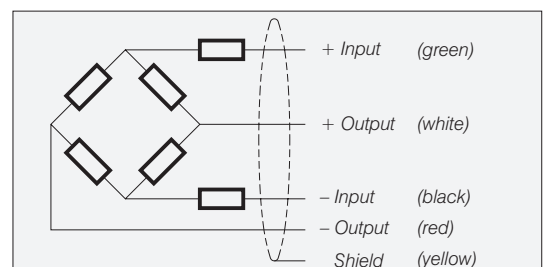 + Input (green)
+ Output (white)
– Input (black)
– Output (red)
Shield (yellow)